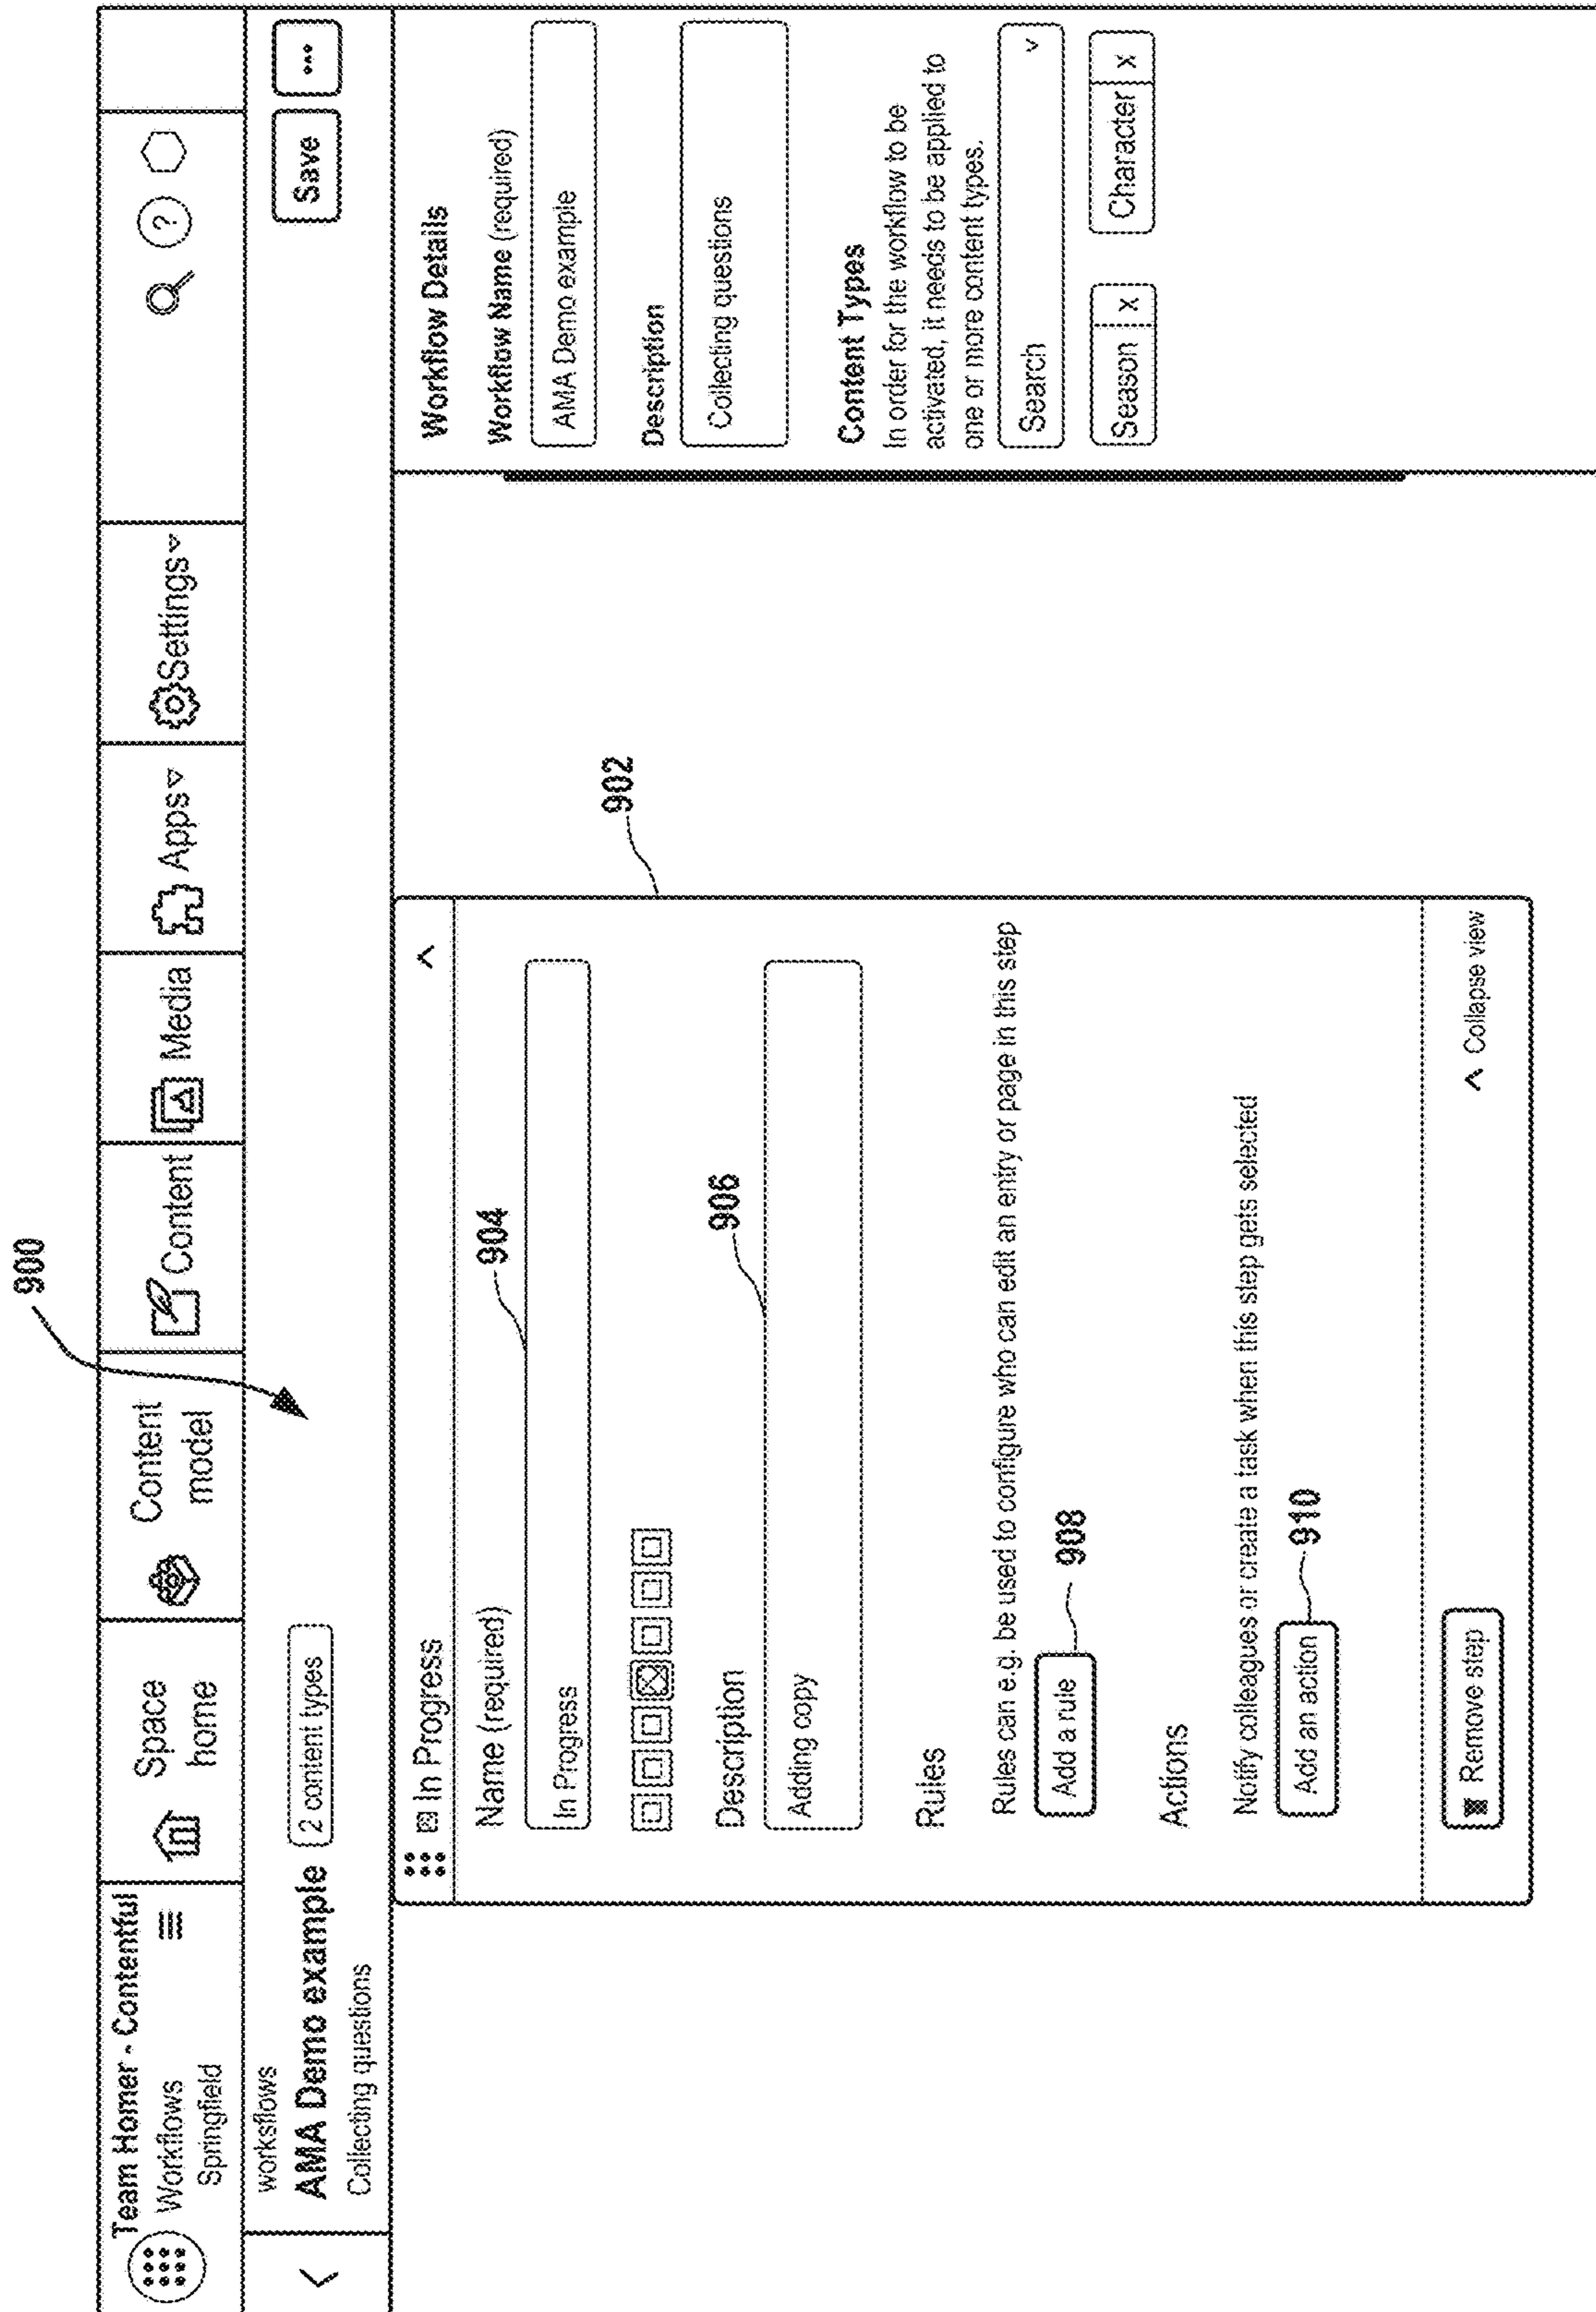 900
Team Homer - Contentful
Workflows
Springfield
Space
home
Content
model
Content
Media
Apps
Settings
?
worksflows
AMA Demo example
2 content types
Collecting questions
Save
...
In Progress
Name (required)
904
In Progress
Description
906
Adding copy
Rules
Rules can e.g. be used to configure who can edit an entry or page in this step
Add a rule
908
Actions
Notify colleagues or create a task when this step gets selected
Add an action
910
Remove step
Collapse view
902
Workflow Details
Workflow Name (required)
AMA Demo example
Description
Collecting questions
Content Types
In order for the workflow to be
activated, it needs to be applied to
one or more content types.
Search
Season x
Character x